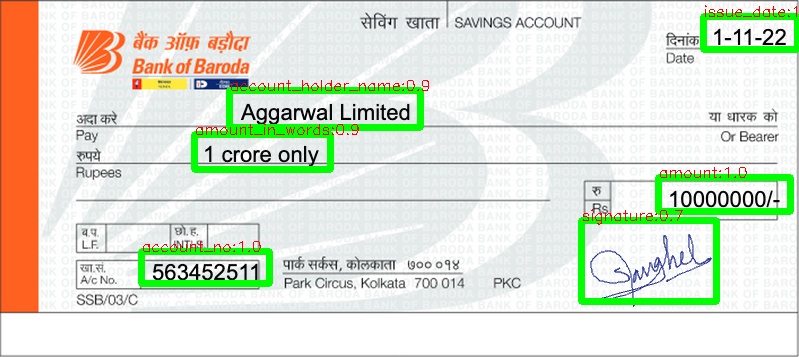 सेविंग खाता SAVINGS ACCOUNT
issue_date:1
दिनांक 1-11-22
Date
बैंक ऑफ़ बड़ौदा
Bank of Baroda
account_holder_name:0.9
अदा करे Aggarwal Limited या धारक को
Pay Or Bearer
amount_in_words:0.9
रुपये 1 crore only
Rupees
amount:1.0
रु 10000000/-
Rs
signature:0.7
ब.प. छो.ह.
L.F. INTLS
account_no:1.0
खा.सं. 563452511 पार्क सर्कस, कोलकाता ७०० ०१४
A/c No. Park Circus, Kolkata 700 014 PKC
SSB/03/C